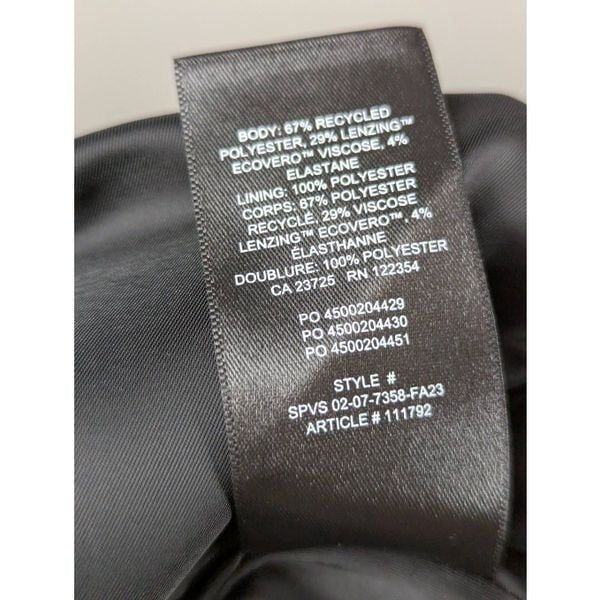 BODY: 67% RECYCLED
POLYESTER, 29% LENZING™
ECOVERO™ VISCOSE, 4%
ELASTANE
LINING: 100% POLYESTER
CORPS: 67% POLYESTER
RECYCLÉ, 29% VISCOSE
LENZING™ ECOVERO™, 4%
ÉLASTHANNE
DOUBLURE: 100% POLYESTER
CA 23725 RN 122354
PO 4500204429
PO 4500204430
PO 4500204451
STYLE #
SPVS 02-07-7358-FA23
ARTICLE # 111792